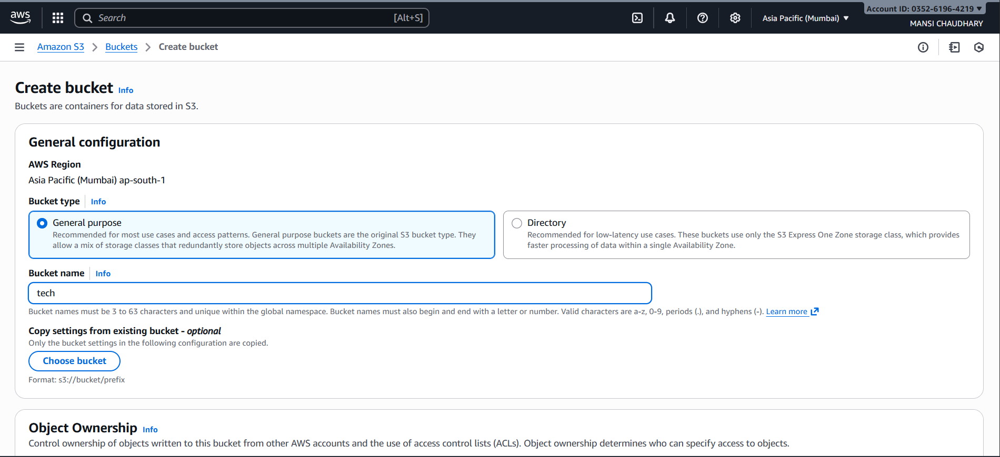 aws
Search [Alt+S]
Asia Pacific (Mumbai)
Account ID: 0352-6196-4219
MANSI CHAUDHARY
Amazon S3 Buckets Create bucket
Create bucket Info
Buckets are containers for data stored in S3.
General configuration
AWS Region
Asia Pacific (Mumbai) ap-south-1
Bucket type Info
General purpose
Recommended for most use cases and access patterns. General purpose buckets are the original S3 bucket type. They
allow a mix of storage classes that redundantly store objects across multiple Availability Zones.
Directory
Recommended for low-latency use cases. These buckets use only the S3 Express One Zone storage class, which provides
faster processing of data within a single Availability Zone.
Bucket name Info
tech
Bucket names must be 3 to 63 characters and unique within the global namespace. Bucket names must also begin and end with a letter or number. Valid characters are a-z, 0-9, periods (.), and hyphens (-). Learn more
Copy settings from existing bucket - optional
Only the bucket settings in the following configuration are copied.
Choose bucket
Format: s3://bucket/prefix
Object Ownership Info
Control ownership of objects written to this bucket from other AWS accounts and the use of access control lists (ACLs). Object ownership determines who can specify access to objects.